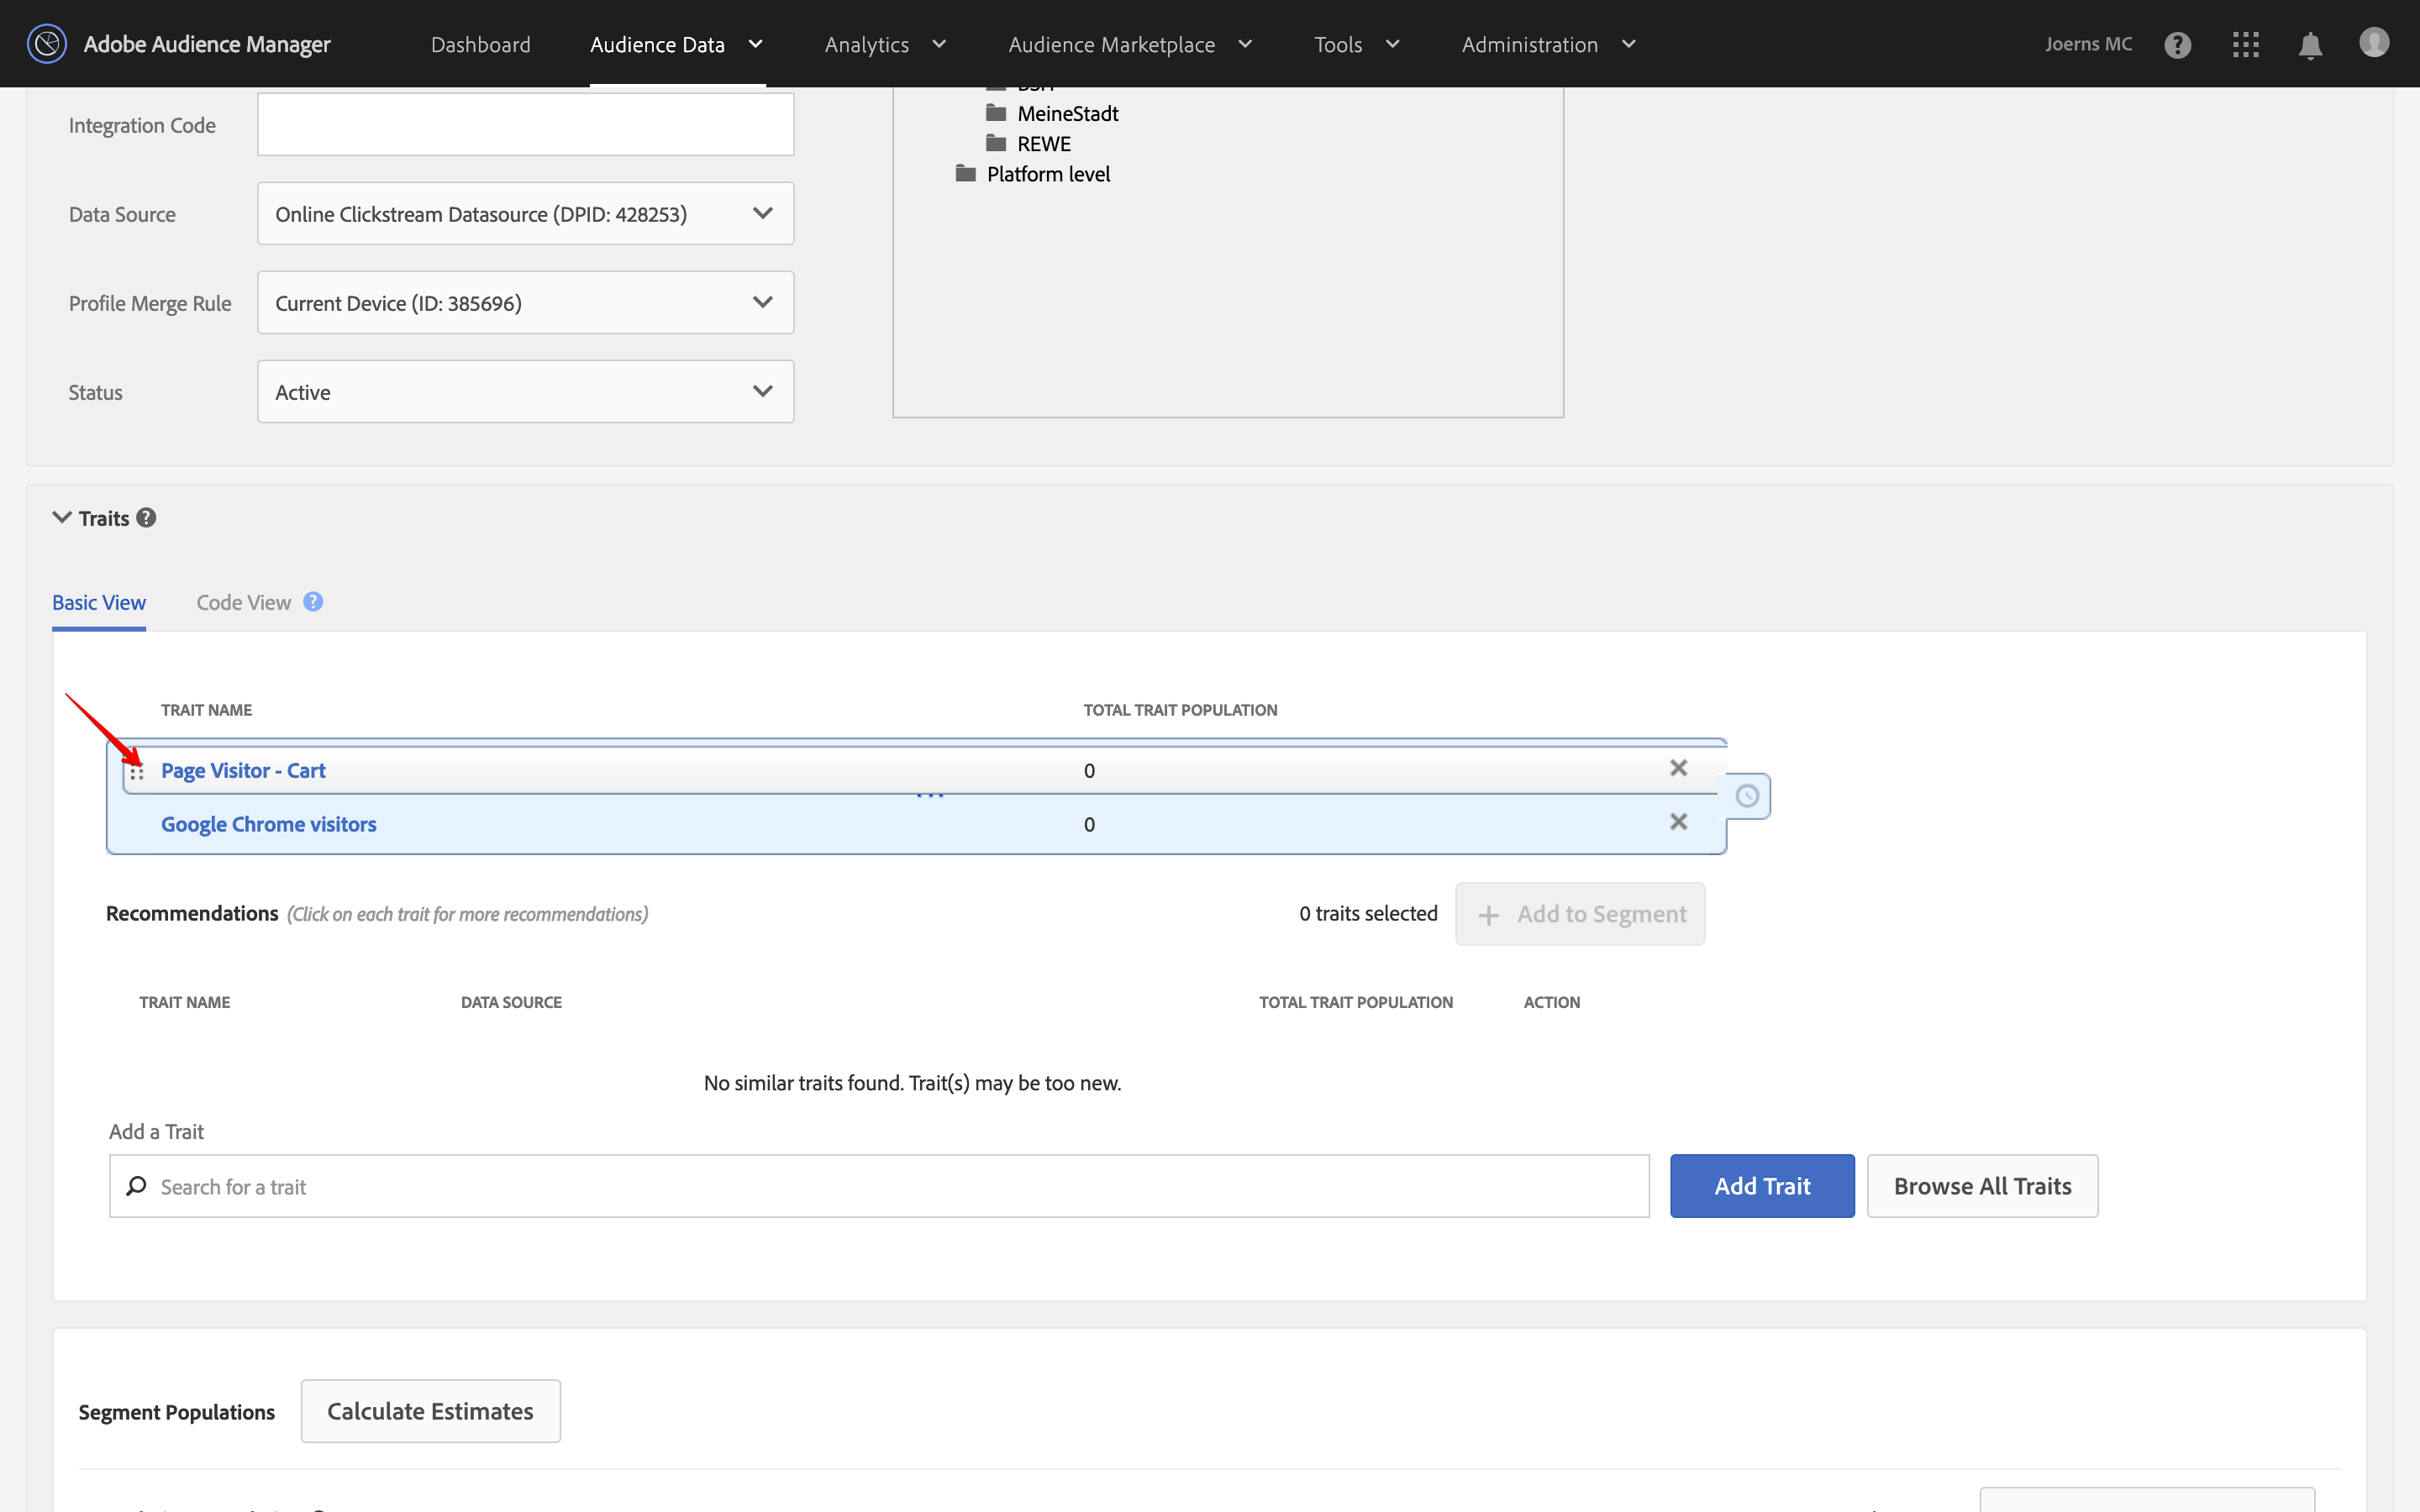 Adobe Audience Manager
Dashboard
Audience Data
Analytics
Audience Marketplace
Tools
Administration
Joerns MC
Integration Code
MeineStadt
REWE
Platform level
Data Source
Online Clickstream Datasource (DPID: 428253)
Profile Merge Rule
Current Device (ID: 385696)
Status
Active
Traits
Basic View
Code View
TRAIT NAME
TOTAL TRAIT POPULATION
Page Visitor - Cart
0
Google Chrome visitors
0
Recommendations (Click on each trait for more recommendations)
0 traits selected
Add to Segment
TRAIT NAME
DATA SOURCE
TOTAL TRAIT POPULATION
ACTION
No similar traits found. Trait(s) may be too new.
Add a Trait
Search for a trait
Add Trait
Browse All Traits
Segment Populations
Calculate Estimates